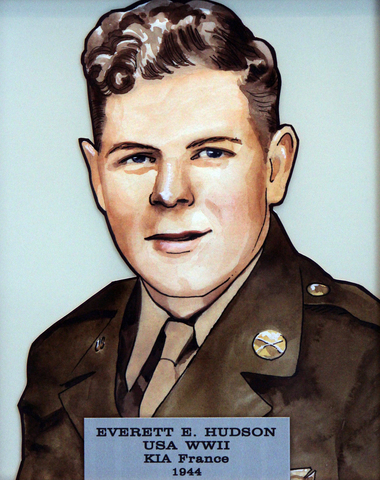 EVERETT E. HUDSON
USA WWII
KIA France
1944